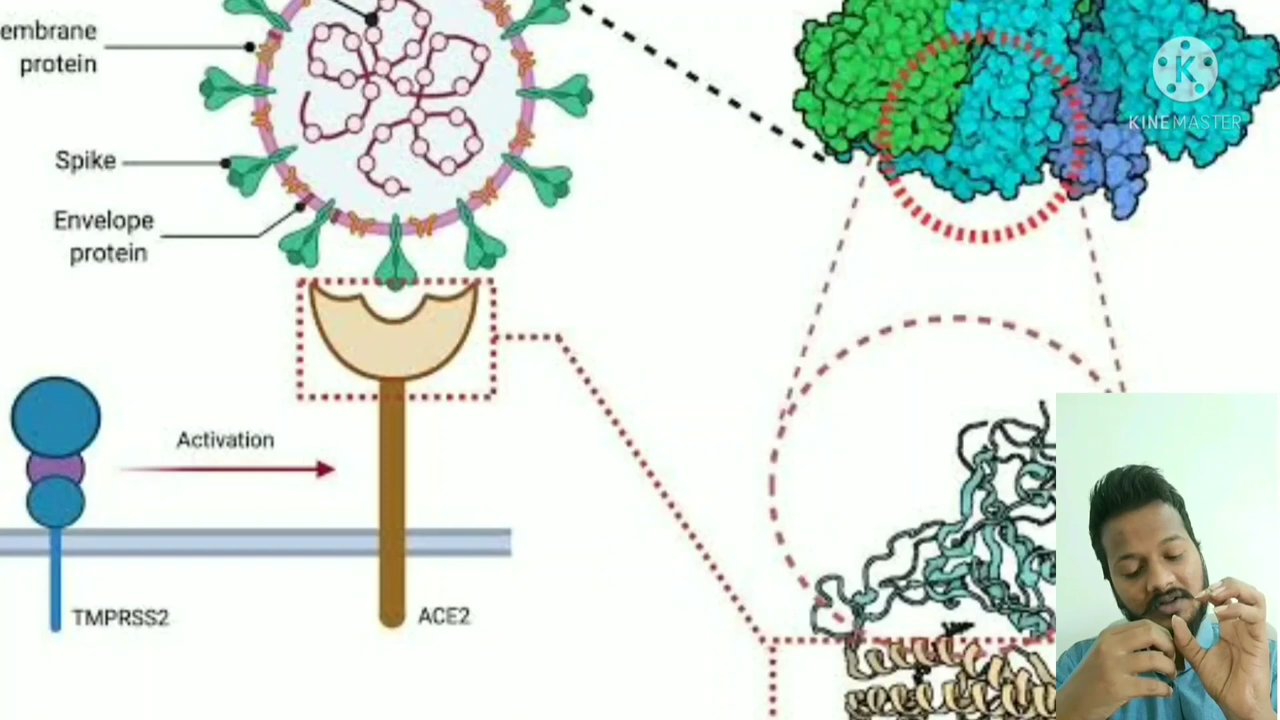 embrane
protein
K
KINEMASTER
Spike
Envelope
protein
Activation
TMPRSS2
ACE2